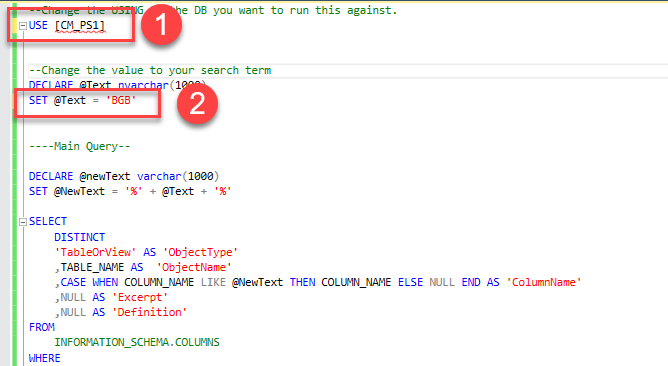 --Change the USING he DB you want to run this against.
USE [CM_PS1]
1
--Change the value to your search term
DECLARE @Text nvarchar(1000)
SET @Text = 'BGB'
2
----Main Query--
DECLARE @newText varchar(1000)
SET @NewText = '%' + @Text + '%'
SELECT
DISTINCT
'TableOrView' AS 'ObjectType'
,TABLE_NAME AS 'ObjectName'
,CASE WHEN COLUMN_NAME LIKE @NewText THEN COLUMN_NAME ELSE NULL END AS 'ColumnName'
,NULL AS 'Excerpt'
,NULL AS 'Definition'
FROM
INFORMATION_SCHEMA.COLUMNS
WHERE